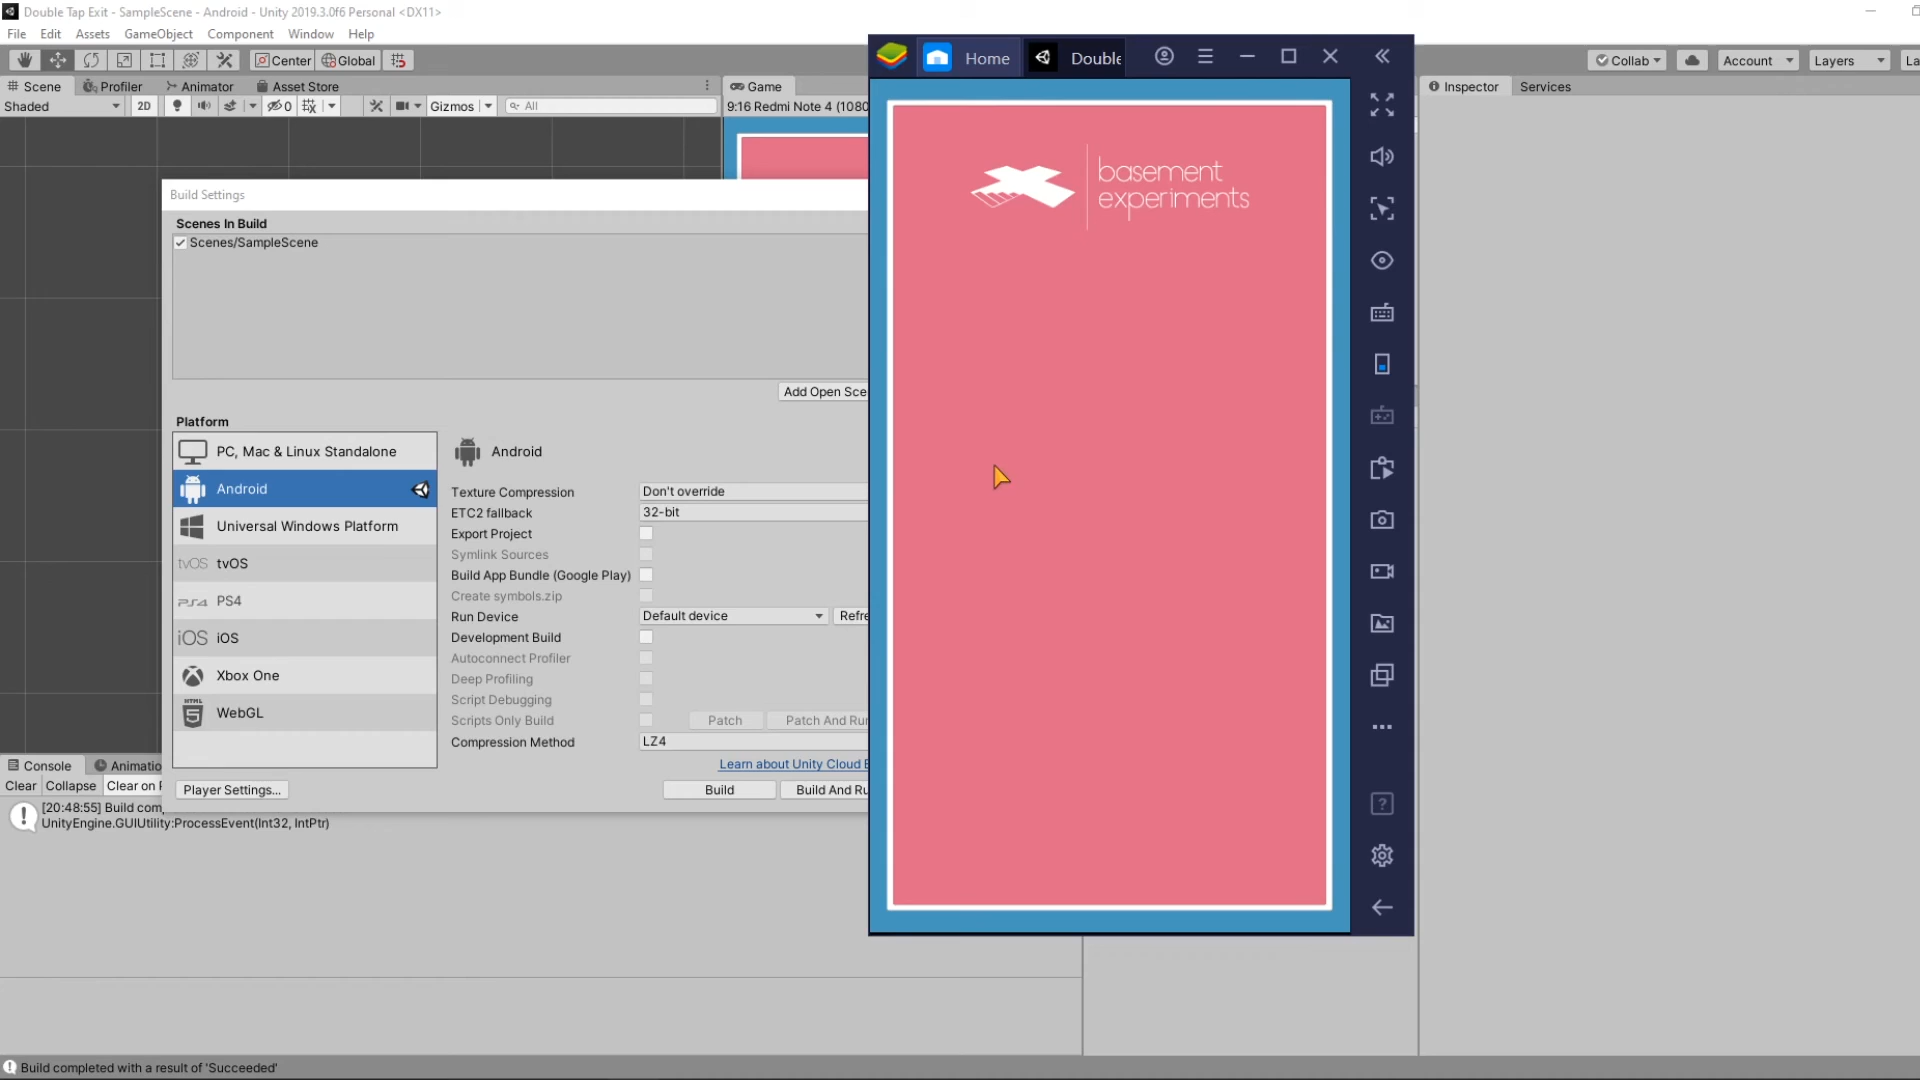 Double Tap Exit - SampleScene - Android - Unity 2019.3.0f6 Personal <DX11>
File Edit Assets GameObject Component Window Help
Center Global
Collab Account Layers La
Scene Profiler Animator Asset Store
Game
Inspector Services
Shaded 2D 0 Gizmos All
9:16 Redmi Note 4 (1080
Home Double
basement
experiments
Build Settings
Scenes In Build
Scenes/SampleScene
Add Open Sce
Platform
PC, Mac & Linux Standalone
Android
Universal Windows Platform
tvOS tvOS
PS4 PS4
iOS iOS
Xbox One
HTML 5 WebGL
Android
Texture Compression Don't override
ETC2 fallback 32-bit
Export Project
Symlink Sources
Build App Bundle (Google Play)
Create symbols.zip
Run Device Default device Refre
Development Build
Autoconnect Profiler
Deep Profiling
Script Debugging
Scripts Only Build Patch Patch And Run
Compression Method LZ4
Learn about Unity Cloud B
Player Settings... Build Build And Ru
Console Animatio
Clear Collapse Clear on P
[20:48:55] Build com
UnityEngine.GUIUtility:ProcessEvent(Int32, IntPtr)
Build completed with a result of 'Succeeded'